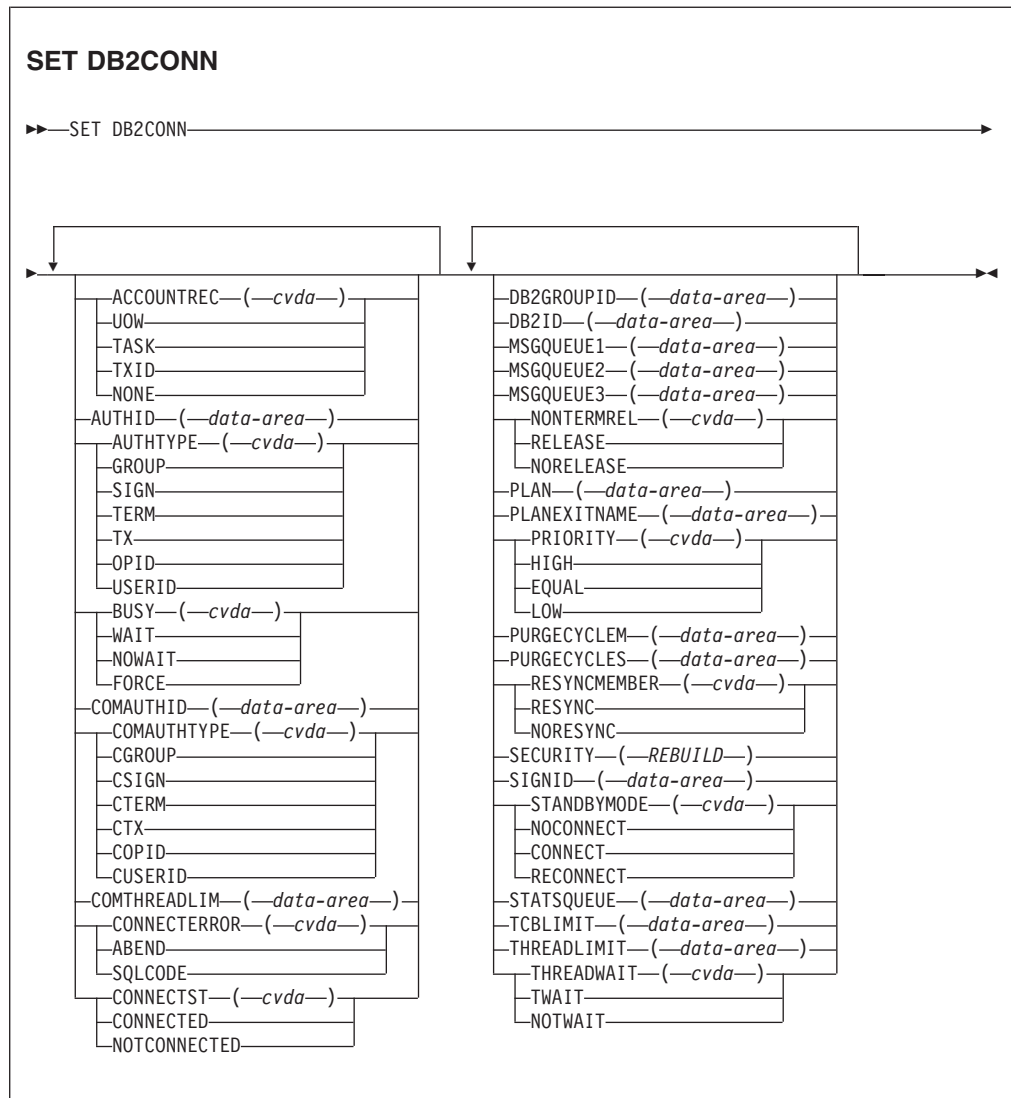 SET DB2CONN
SET DB2CONN
ACCOUNTREC ( cvda )
UOW
TASK
TXID
NONE
AUTHID ( data-area )
AUTHTYPE ( cvda )
GROUP
SIGN
TERM
TX
OPID
USERID
BUSY ( cvda )
WAIT
NOWAIT
FORCE
COMAUTHID ( data-area )
COMAUTHTYPE ( cvda )
CGROUP
CSIGN
CTERM
CTX
COPID
CUSERID
COMTHREADLIM ( data-area )
CONNECTERROR ( cvda )
ABEND
SQLCODE
CONNECTST ( cvda )
CONNECTED
NOTCONNECTED
DB2GROUPID ( data-area )
DB2ID ( data-area )
MSGQUEUE1 ( data-area )
MSGQUEUE2 ( data-area )
MSGQUEUE3 ( data-area )
NONTERMREL ( cvda )
RELEASE
NORELEASE
PLAN ( data-area )
PLANEXITNAME ( data-area )
PRIORITY ( cvda )
HIGH
EQUAL
LOW
PURGECYCLEM ( data-area )
PURGECYCLES ( data-area )
RESYNCMEMBER ( cvda )
RESYNC
NORESYNC
SECURITY ( REBUILD )
SIGNID ( data-area )
STANDBYMODE ( cvda )
NOCONNECT
CONNECT
RECONNECT
STATSQUEUE ( data-area )
TCBLIMIT ( data-area )
THREADLIMIT ( data-area )
THREADWAIT ( cvda )
TWAIT
NOTWAIT